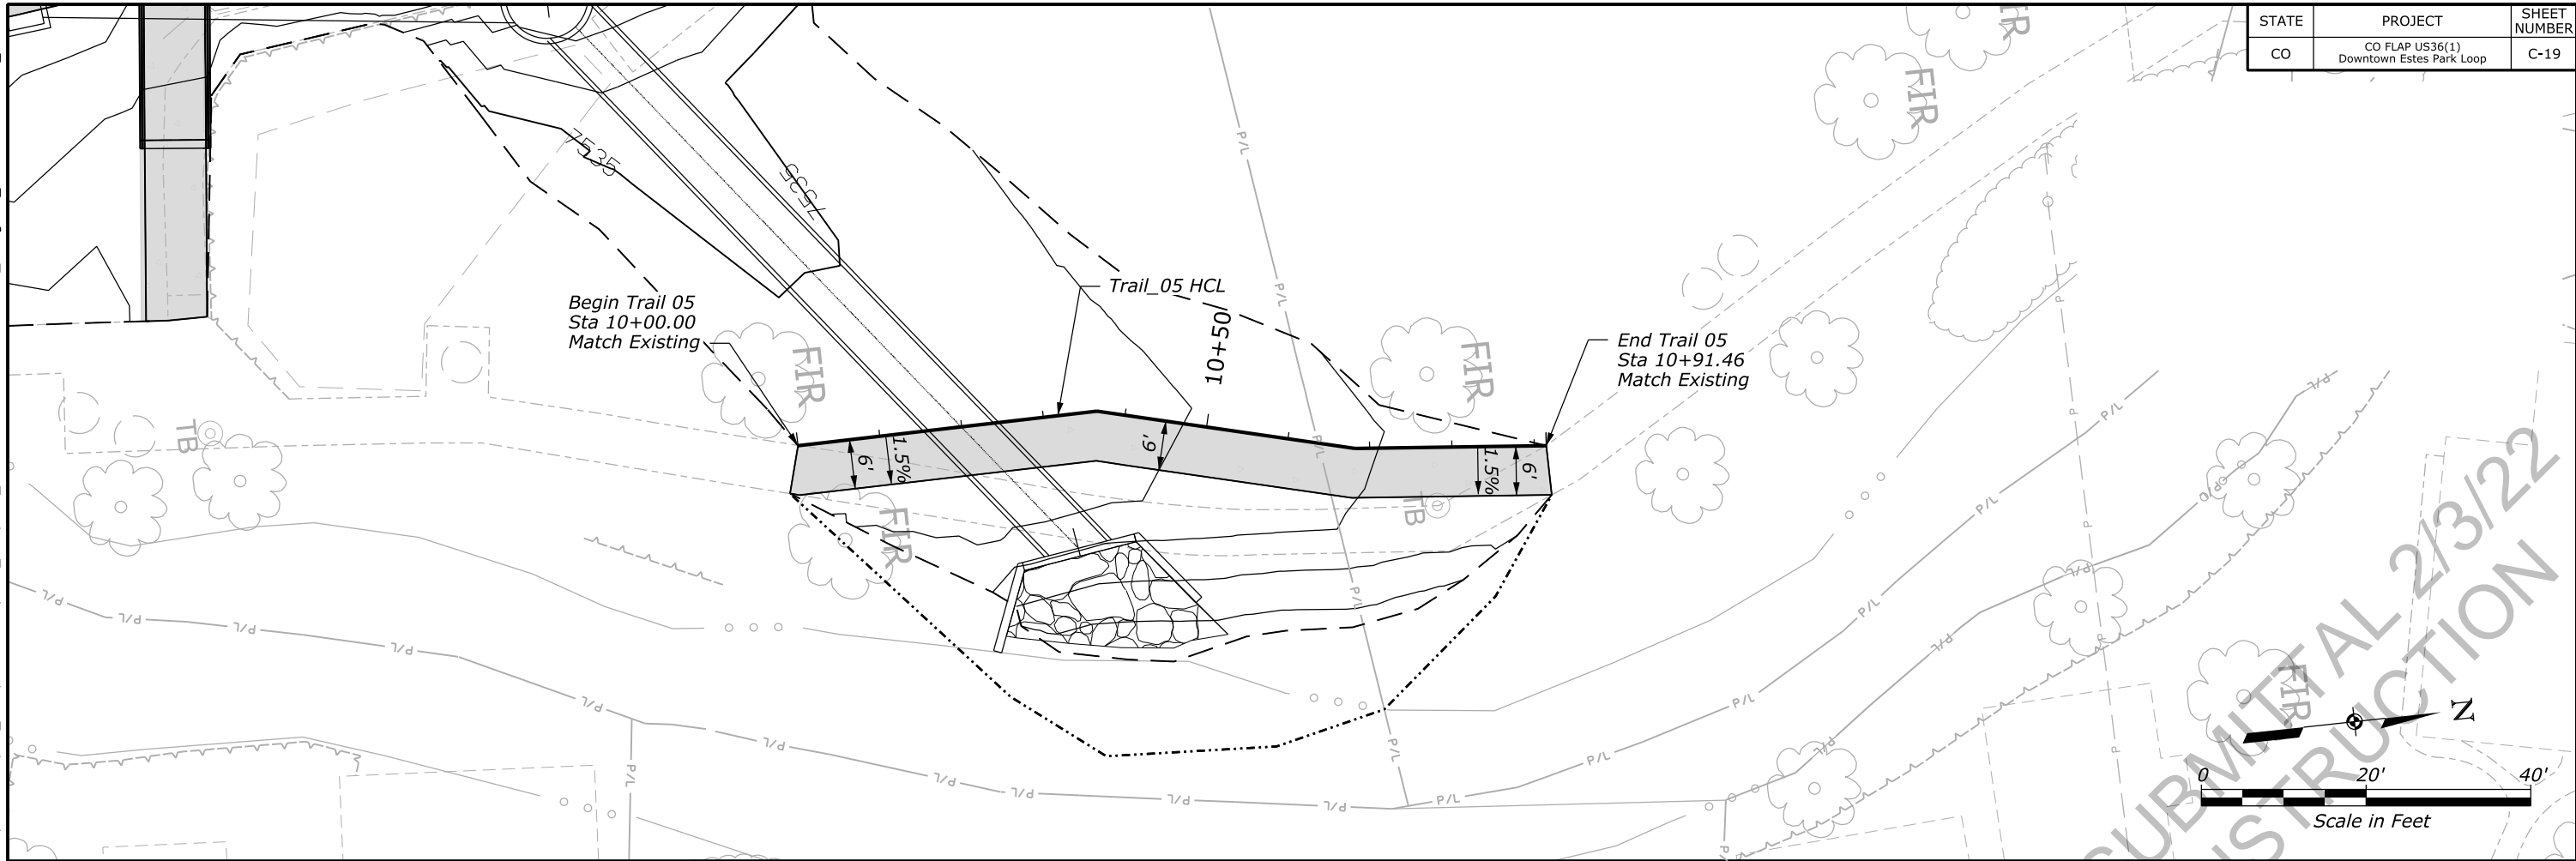 STATE PROJECT SHEET NUMBER
CO CO FLAP US36(1) Downtown Estes Park Loop C-19
FIR
FIR
P/L
7535
7535
Trail_05 HCL
Begin Trail 05
Sta 10+00.00
Match Existing
10+50
End Trail 05
Sta 10+91.46
Match Existing
P/L
P
FIR
FIR
P/L
TB
6'
1.5%
6'
P/L
1.5%
6'
TB
FIR
P/L
P/L
P/L
P/L
P
P/L
P/L
P/L
P/L
P/L
P/L
P/L
P/L
P/L
P/L
FIR
P/L
P/L
P/L
P/L
P/L
P/L
P/L
P/L
P/L
P/L
P
P
N
0 20' 40'
Scale in Feet
SUBMITTAL 2/3/22